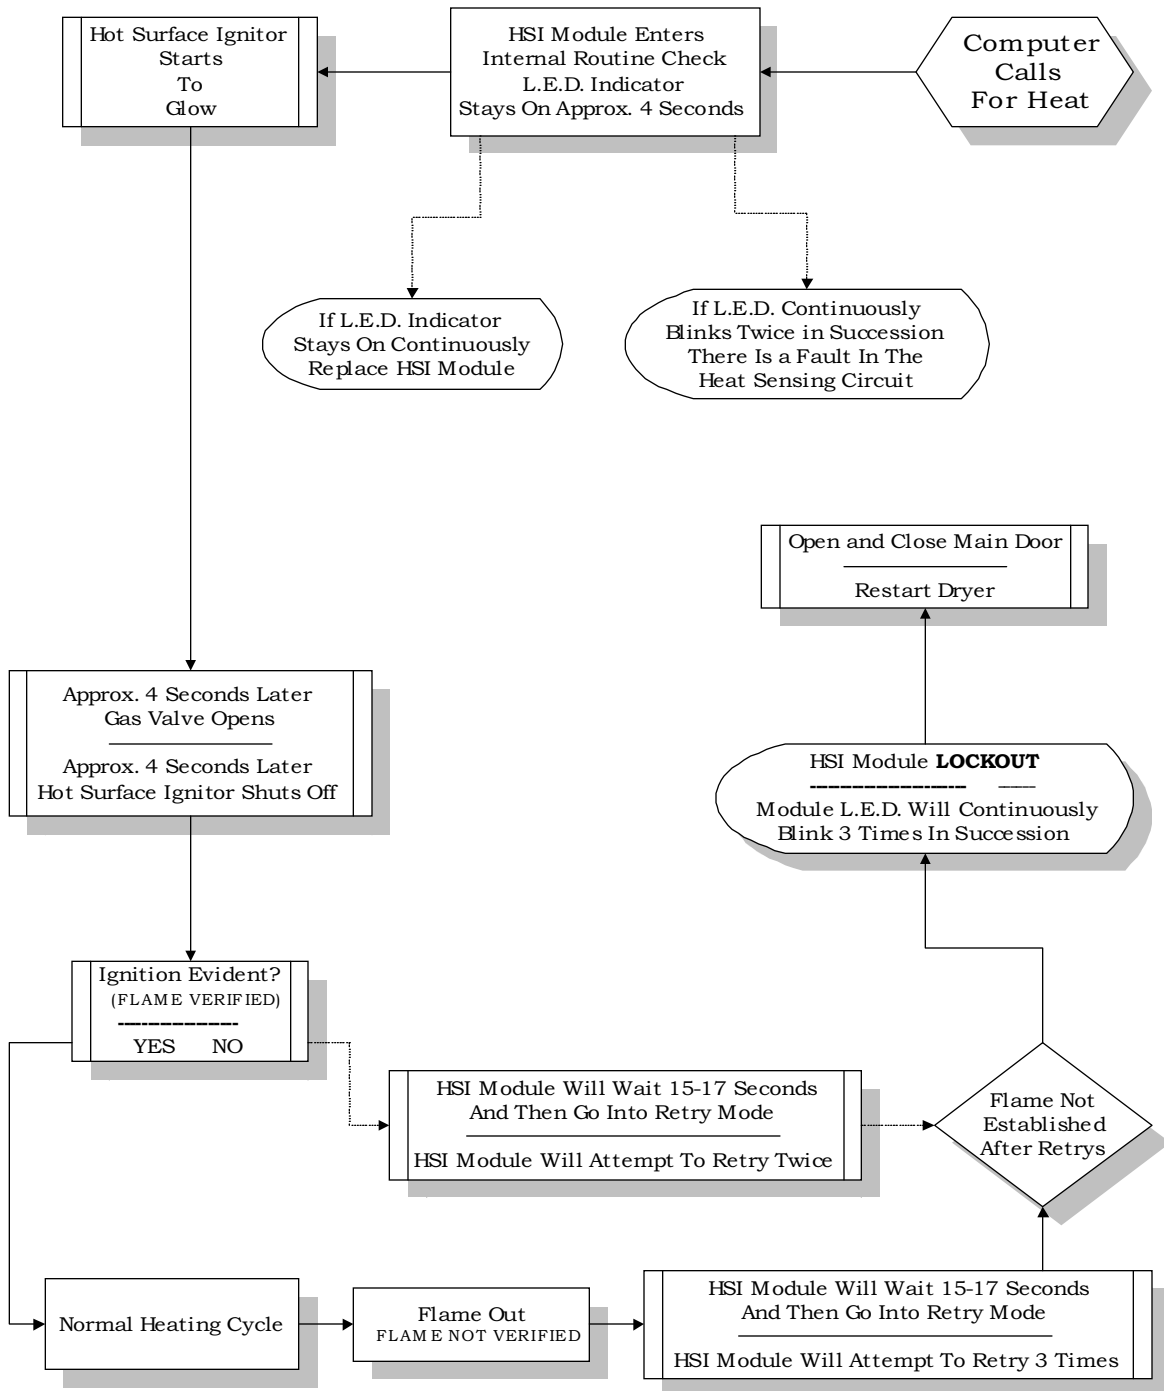 Hot Surface Ignitor
Starts
To
Glow
HSI Module Enters
Internal Routine Check
L.E.D. Indicator
Stays On Approx. 4 Seconds
Computer
Calls
For Heat
If L.E.D. Indicator
Stays On Continuously
Replace HSI Module
If L.E.D. Continuously
Blinks Twice in Succession
There Is a Fault In The
Heat Sensing Circuit
Open and Close Main Door
Restart Dryer
Approx. 4 Seconds Later
Gas Valve Opens
Approx. 4 Seconds Later
Hot Surface Ignitor Shuts Off
HSI Module LOCKOUT
Module L.E.D. Will Continuously
Blink 3 Times In Succession
Ignition Evident?
(FLAME VERIFIED)
YES NO
HSI Module Will Wait 15-17 Seconds
And Then Go Into Retry Mode
HSI Module Will Attempt To Retry Twice
Flame Not
Established
After Retrys
Normal Heating Cycle
Flame Out
FLAME NOT VERIFIED
HSI Module Will Wait 15-17 Seconds
And Then Go Into Retry Mode
HSI Module Will Attempt To Retry 3 Times